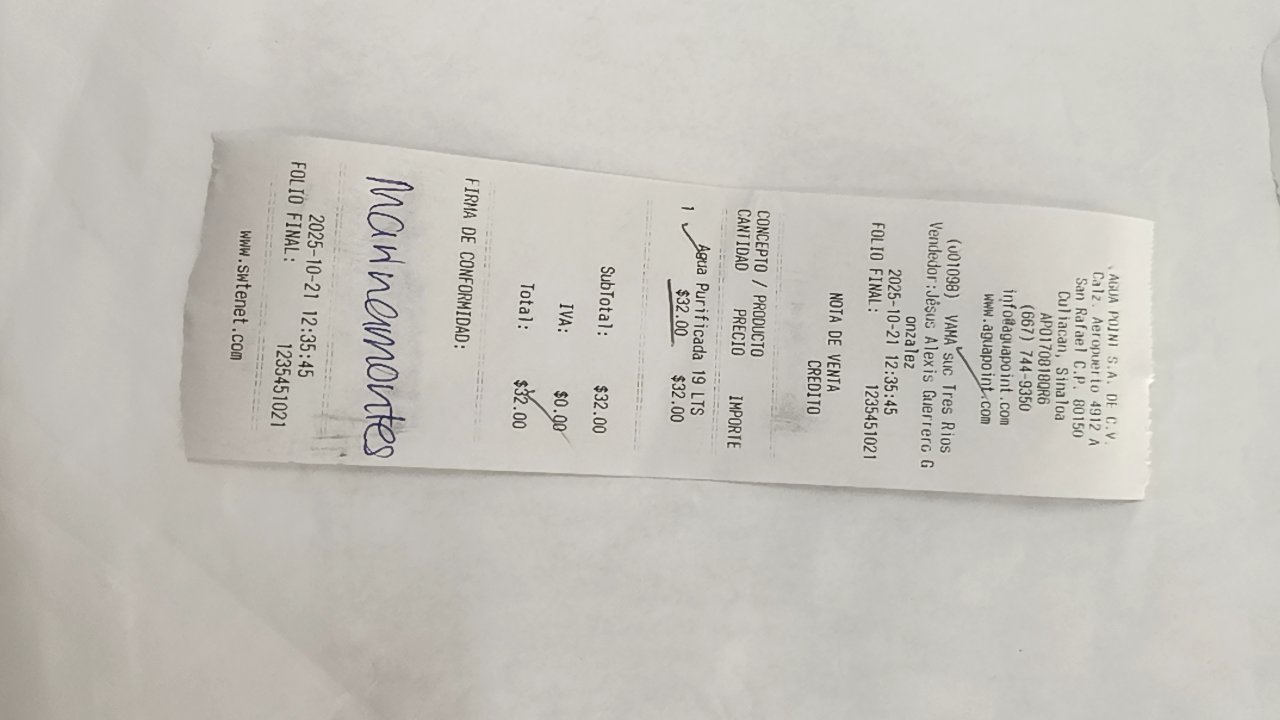 AGUA POINT S.A. DE C.V.
Calz. Aeropuerto 4912 A
San Rafael C.P. 80150
Culiacan, Sinaloa
APO170818QR6
(667) 744-9350
info@aguapoint.com
www.aguapoint.com
(001098) VAMA suc Tres Rios
Vendedor:Jesus Alexis Guerrero G
onzalez
2025-10-21 12:35:45
FOLIO FINAL: 1235451021
NOTA DE VENTA
CREDITO
CONCEPTO / PRODUCTO
CANTIDAD PRECIO IMPORTE
1 Agua Purificada 19 LTS
$32.00 $32.00
SubTotal: $32.00
IVA: $0.00
Total: $32.00
FIRMA DE CONFORMIDAD:
Marinamontes
2025-10-21 12:35:45
FOLIO FINAL: 1235451021
www.swtenet.com